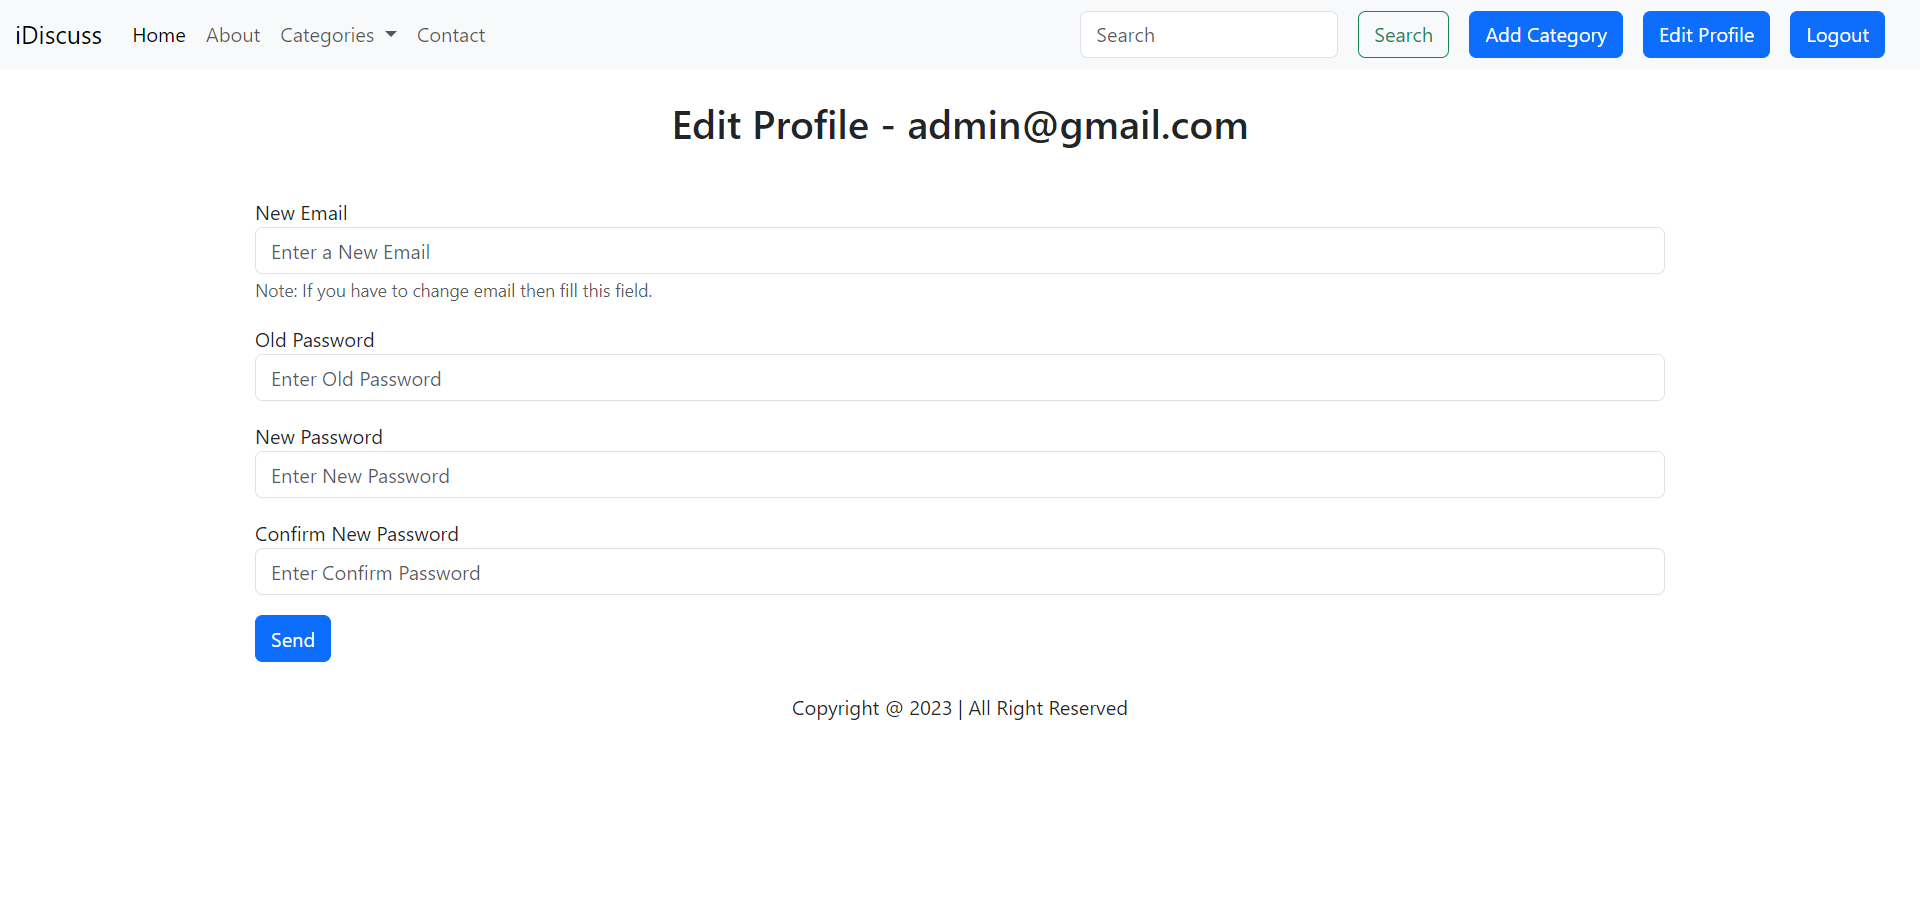 iDiscuss Home About Categories Contact Search Search Add Category Edit Profile Logout
Edit Profile - admin@gmail.com
New Email
Enter a New Email
Note: If you have to change email then fill this field.
Old Password
Enter Old Password
New Password
Enter New Password
Confirm New Password
Enter Confirm Password
Send
Copyright @ 2023 | All Right Reserved